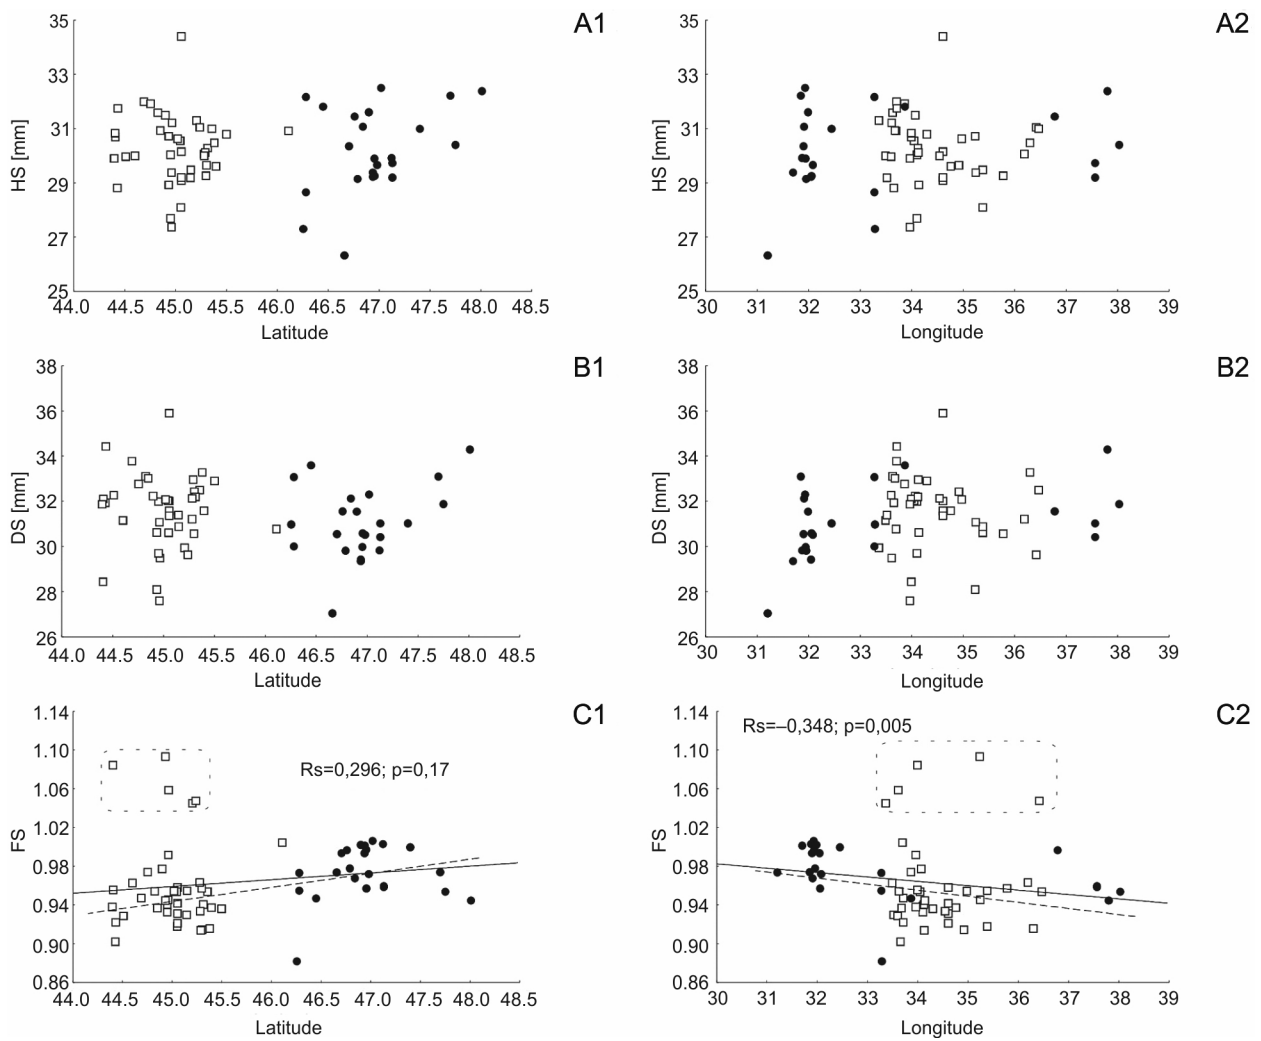 A1
35
33
31
29
27
25
HS [mm]
44.0 44.5 45.0 45.5 46.0 46.5 47.0 47.5 48.0 48.5
Latitude
A2
35
33
31
29
27
25
HS [mm]
30 31 32 33 34 35 36 37 38 39
Longitude
B1
38
36
34
32
30
28
26
DS [mm]
44.0 44.5 45.0 45.5 46.0 46.5 47.0 47.5 48.0 48.5
Latitude
B2
38
36
34
32
30
28
26
DS [mm]
30 31 32 33 34 35 36 37 38 39
Longitude
C1
1.14
1.10
1.06
1.02
0.98
0.94
0.90
0.86
FS
Rs=0,296; p=0,17
44.0 44.5 45.0 45.5 46.0 46.5 47.0 47.5 48.0 48.5
Latitude
C2
Rs=–0,348; p=0,005
1.14
1.10
1.06
1.02
0.98
0.94
0.90
0.86
FS
30 31 32 33 34 35 36 37 38 39
Longitude